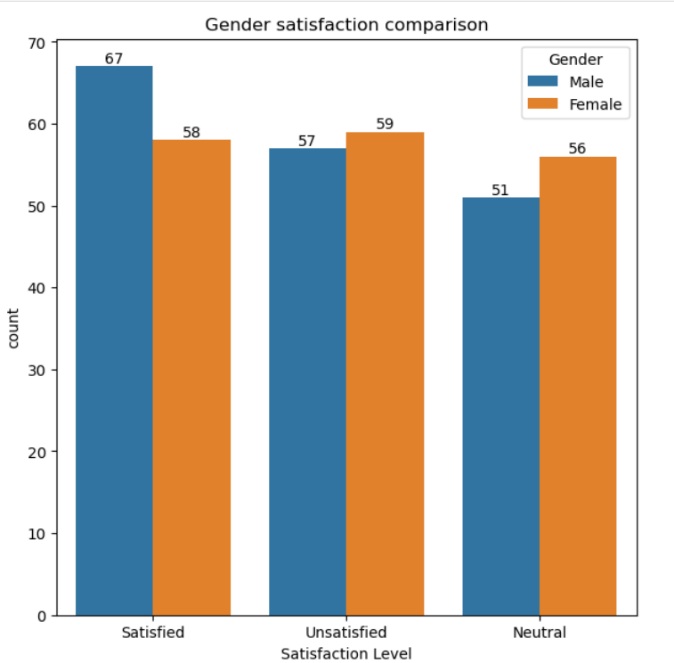 Gender satisfaction comparison
Gender
Male
Female
67
58
57
59
51
56
70
60
50
40
30
20
10
0
count
Satisfied
Unsatisfied
Neutral
Satisfaction Level